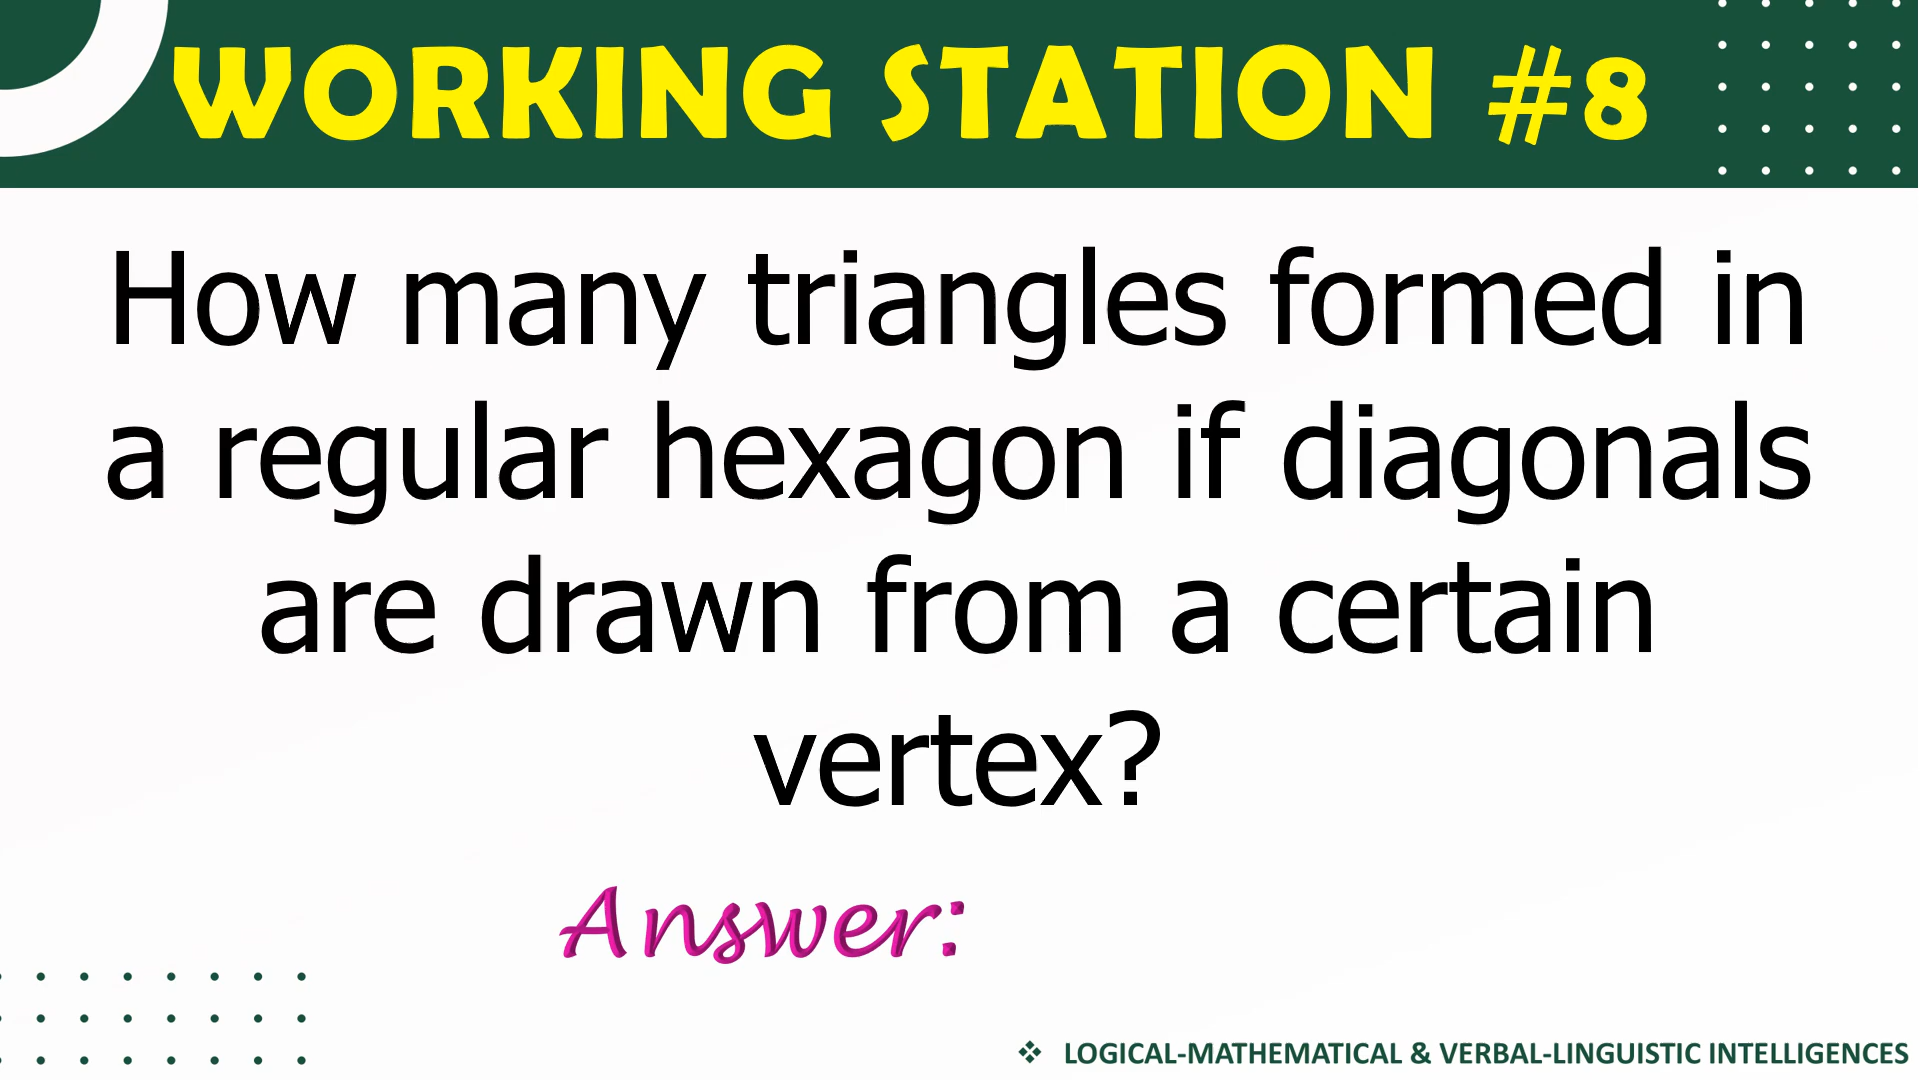 WORKING STATION #8
How many triangles formed in
a regular hexagon if diagonals
are drawn from a certain
vertex?
Answer:
❖ LOGICAL-MATHEMATICAL & VERBAL-LINGUISTIC INTELLIGENCES